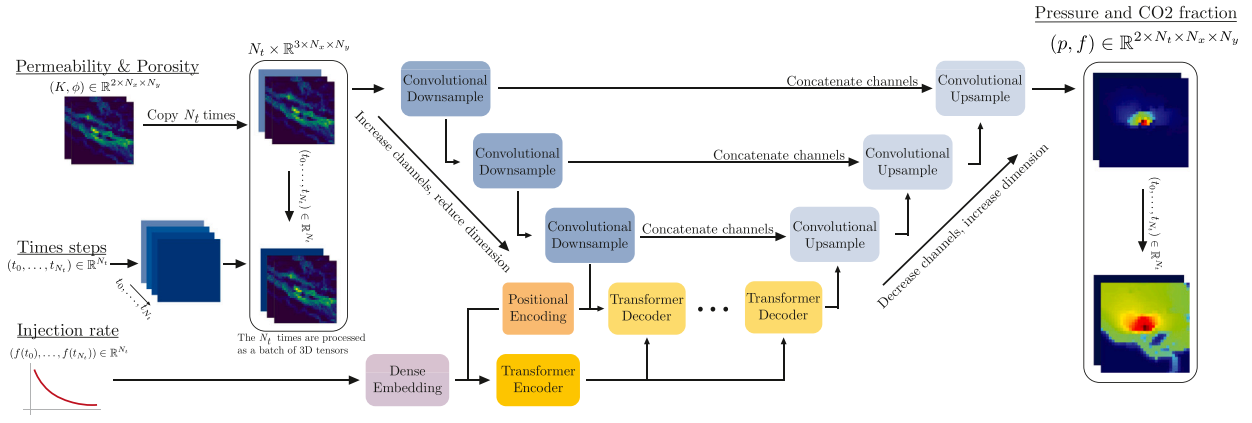 Pressure and CO2 fraction
(p, f) ∈ ℝ^{2×N_t×N_x×N_y}
N_t × ℝ^{3×N_x×N_y}
Permeability & Porosity
(K, ϕ) ∈ ℝ^{2×N_x×N_y}
Copy N_t times
Convolutional
Downsample
Concatenate channels
Convolutional
Upsample
Increase channels, reduce dimension
Convolutional
Downsample
Concatenate channels
Convolutional
Upsample
(t_0, . . . , t_{N_t}) ∈ ℝ^{N_t}
(t_0, . . . , t_{N_t}) ∈ ℝ^{N_t}
Convolutional
Downsample
Concatenate channels
Convolutional
Upsample
Decrease channels, increase dimension
Times steps
(t_0, . . . , t_{N_t}) ∈ ℝ^{N_t}
t_0, . . . , t_{N_t}
Positional
Encoding
Transformer
Decoder
• • •
Transformer
Decoder
Injection rate
(f(t_0), . . . , f(t_{N_t})) ∈ ℝ^{N_t}
The N_t times are processed
as a batch of 3D tensors
Dense
Embedding
Transformer
Encoder